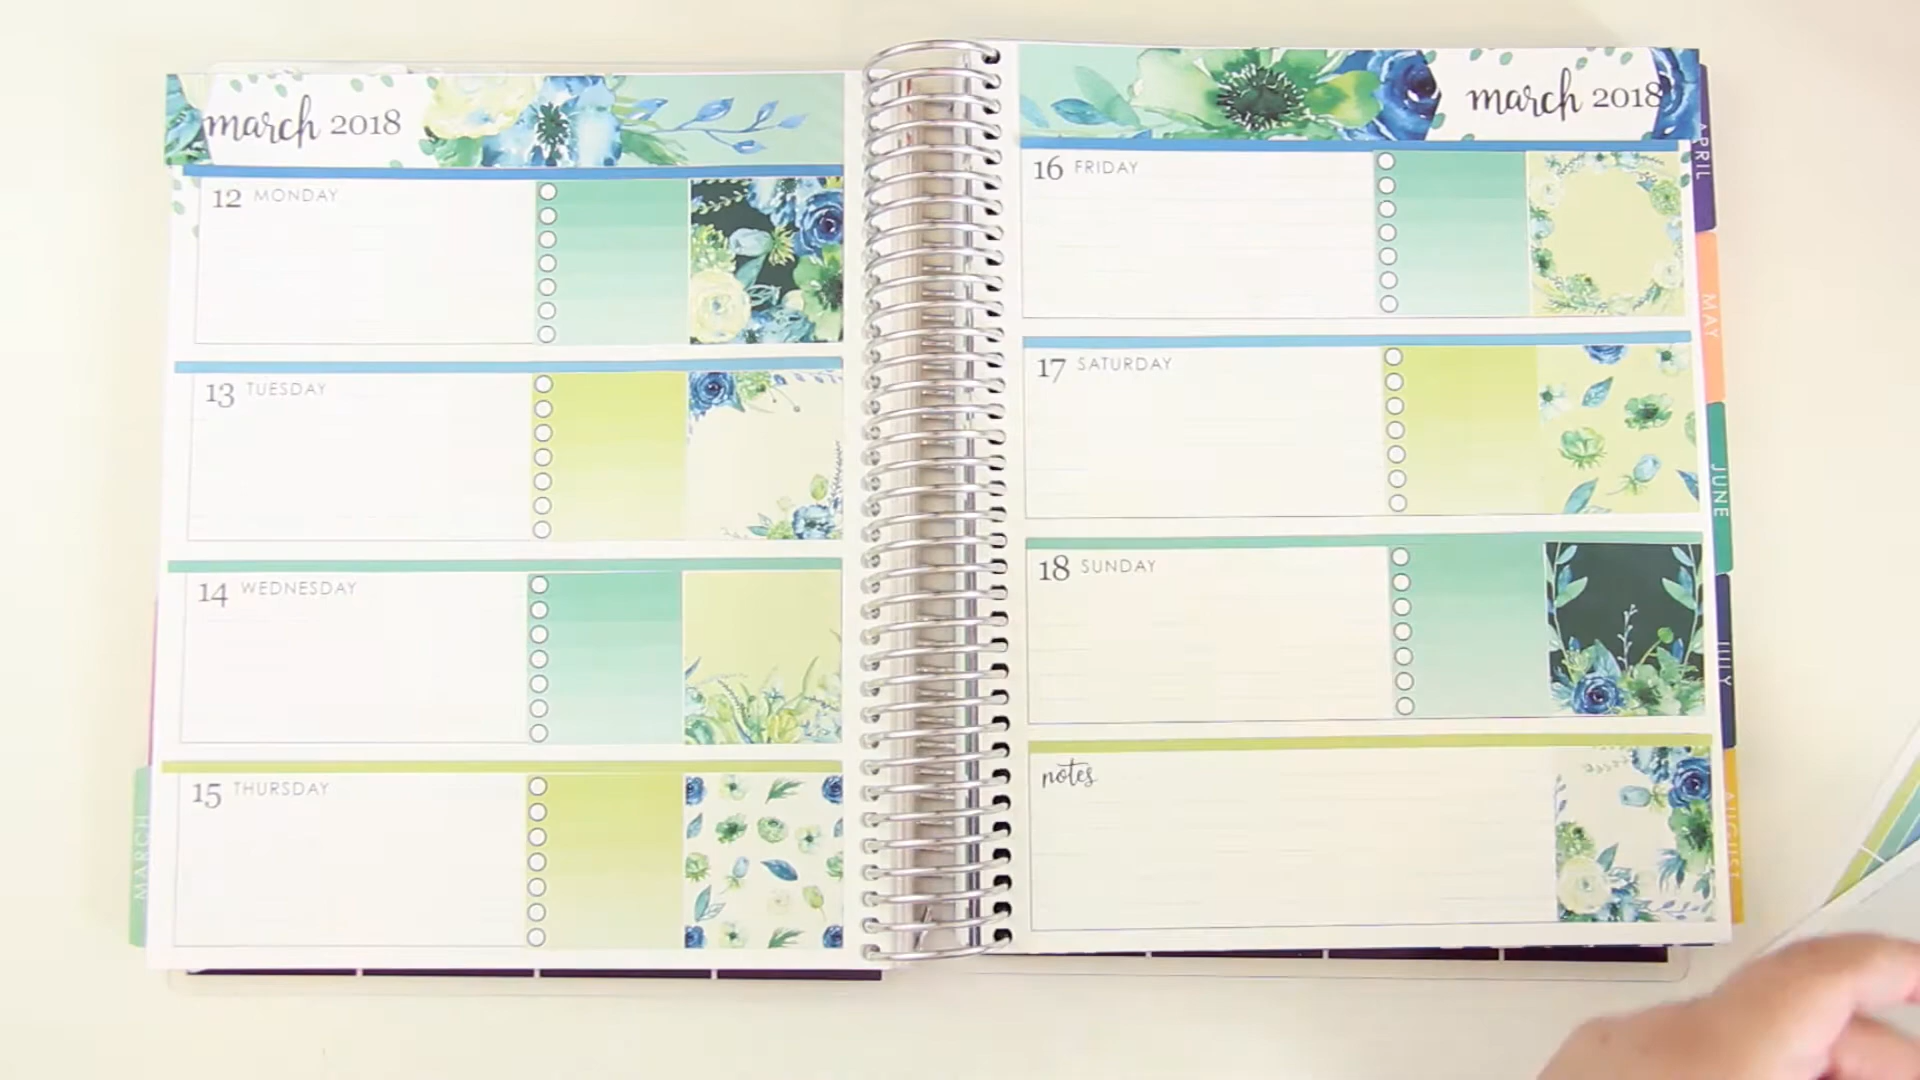 march 2018
12 MONDAY
13 TUESDAY
14 WEDNESDAY
15 THURSDAY
MARCH
march 2018
16 FRIDAY
17 SATURDAY
18 SUNDAY
notes
APRIL
MAY
JUNE
JULY
AUGUST